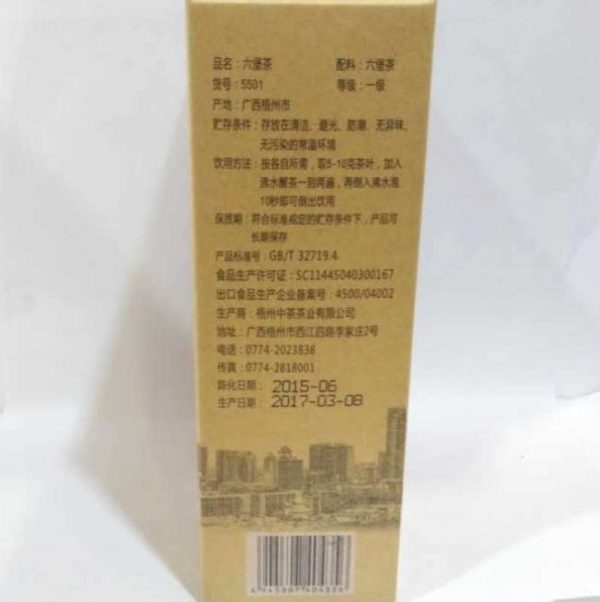 品名：六堡茶 配料：六堡茶
货号：5501 等级：一级
产地：广西梧州市
贮存条件：存放在清洁、避光、防潮、无异味、
无污染的常温环境
饮用方法：按各自所需，取5-10克茶叶，加入
沸水醒茶一到两遍，再倒入沸水泡
10秒即可倒出饮用
保质期：符合标准规定的贮存条件下，产品可
长期保存
产品标准号：GB/T 32719.4
食品生产许可证：SC11445040300167
出口食品生产企业备案号：4500/04002
生产商：梧州中茶茶业有限公司
地址：广西梧州市西江四路李家庄2号
电话：0774-2023838
传真：0774-2818001
陈化日期：2015-06
生产日期：2017-03-08